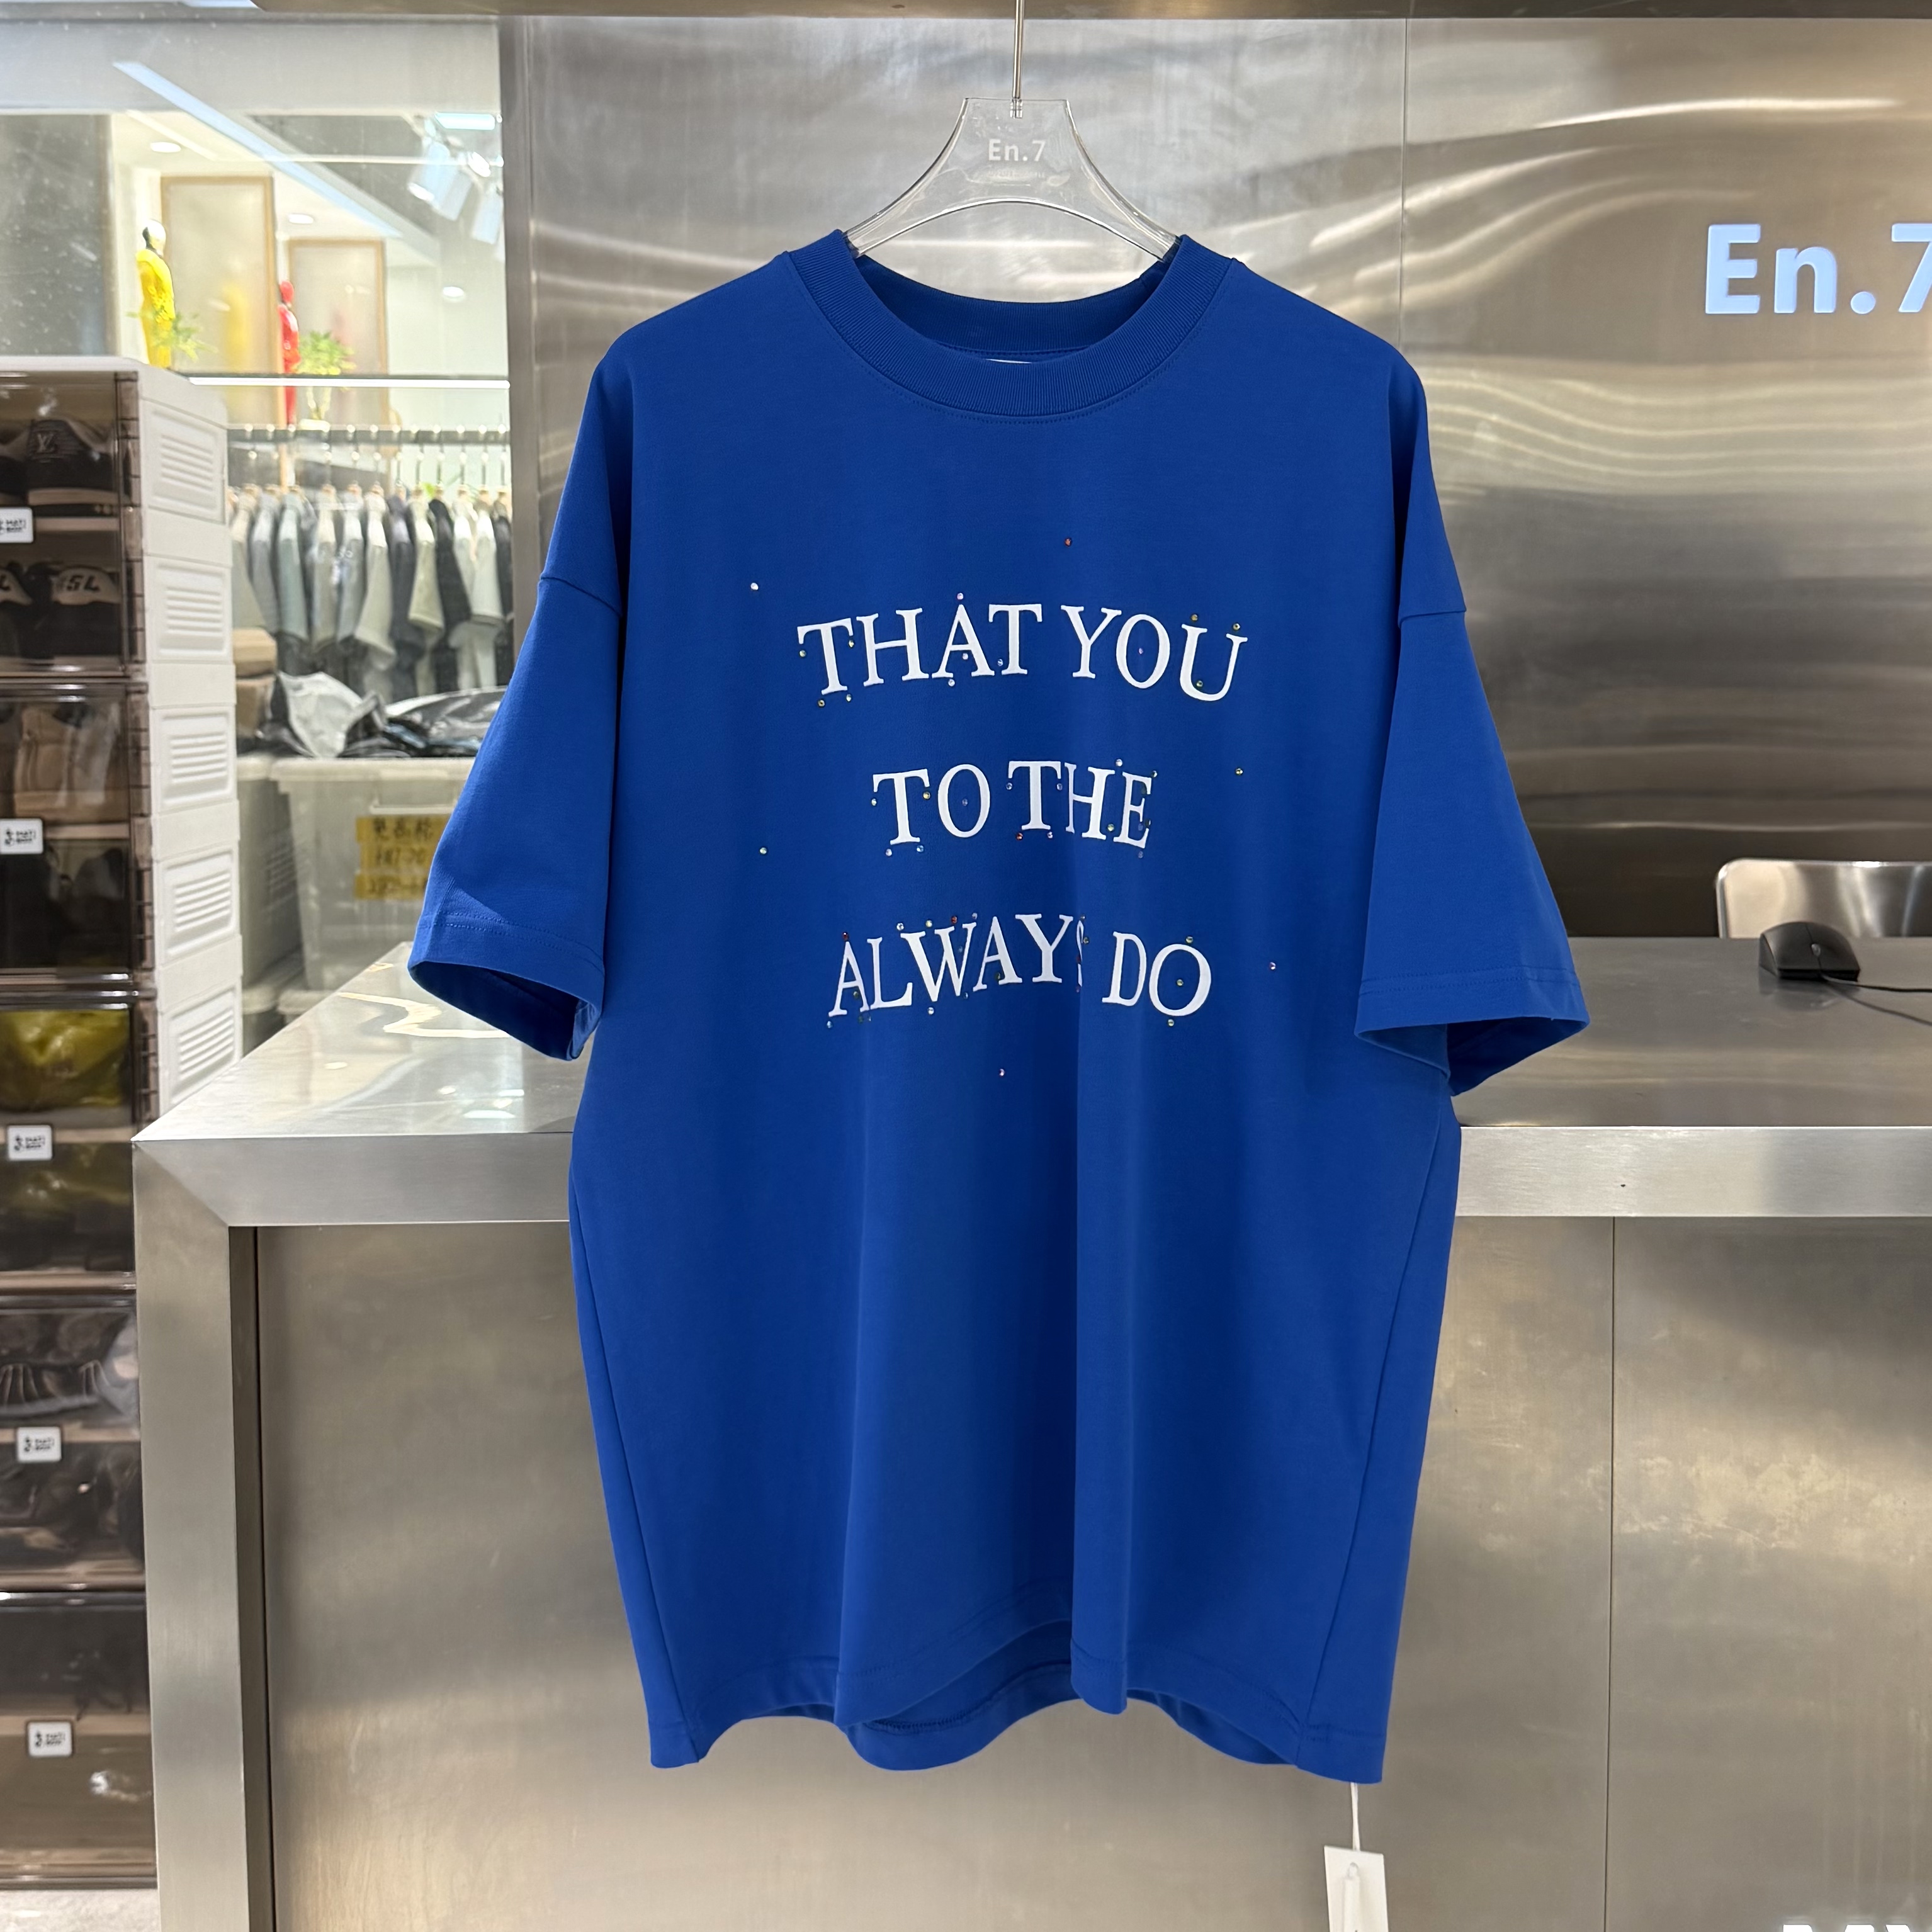 En.7
En.7
THAT YOU
TO THE
ALWAYS DO